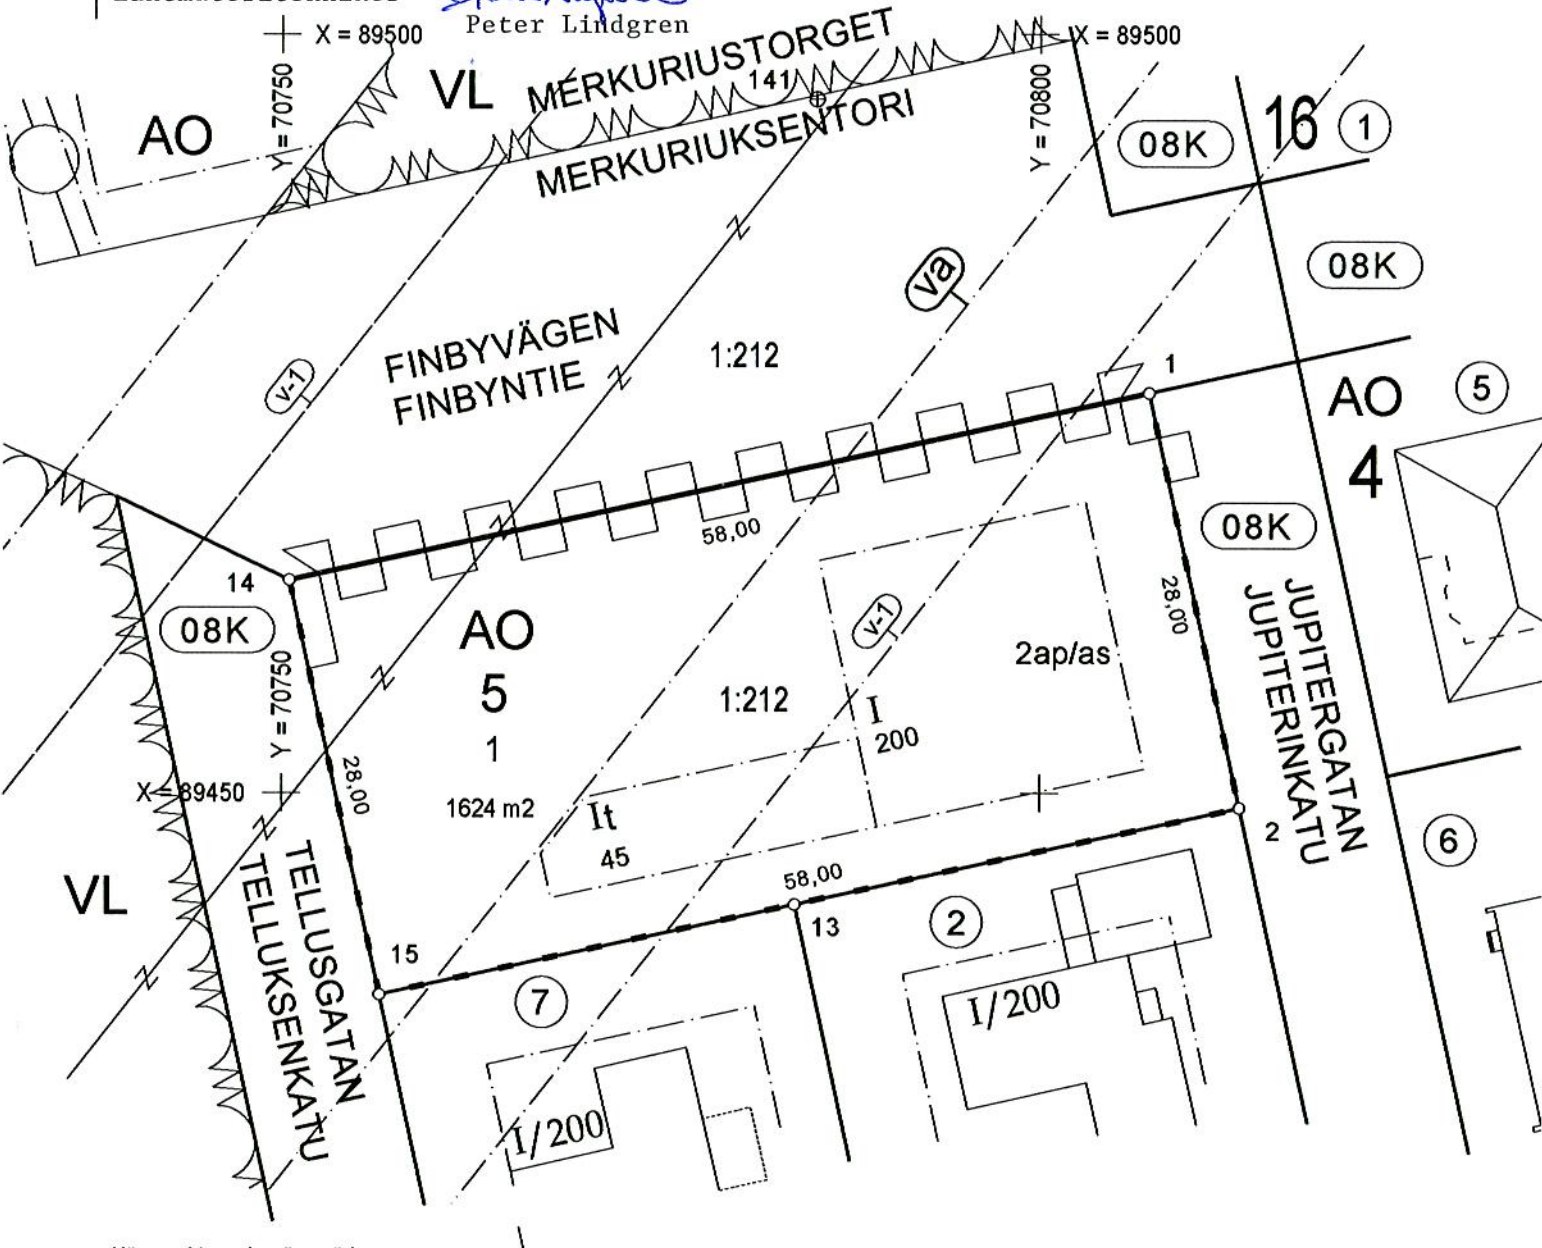 Peter Lindgren
X = 89500
X = 89500
Y = 70750
Y = 70800
VL
MERKURIUSTORGET
141
MERKURIUKSENTORI
AO
08K
16
1
08K
va
v-1
FINBYVÄGEN
FINBYNTIE
1:212
1
AO
5
4
58,00
08K
14
08K
AO
5
1
1624 m2
v-1
2ap/as
28,00
JUPITERGATAN
JUPITERINKATU
1:212
I
200
Y = 70750
X = 89450
28,00
It
45
58,00
2
6
VL
TELLUSGATAN
TELLUKSENKATU
15
13
2
7
I/200
I/200